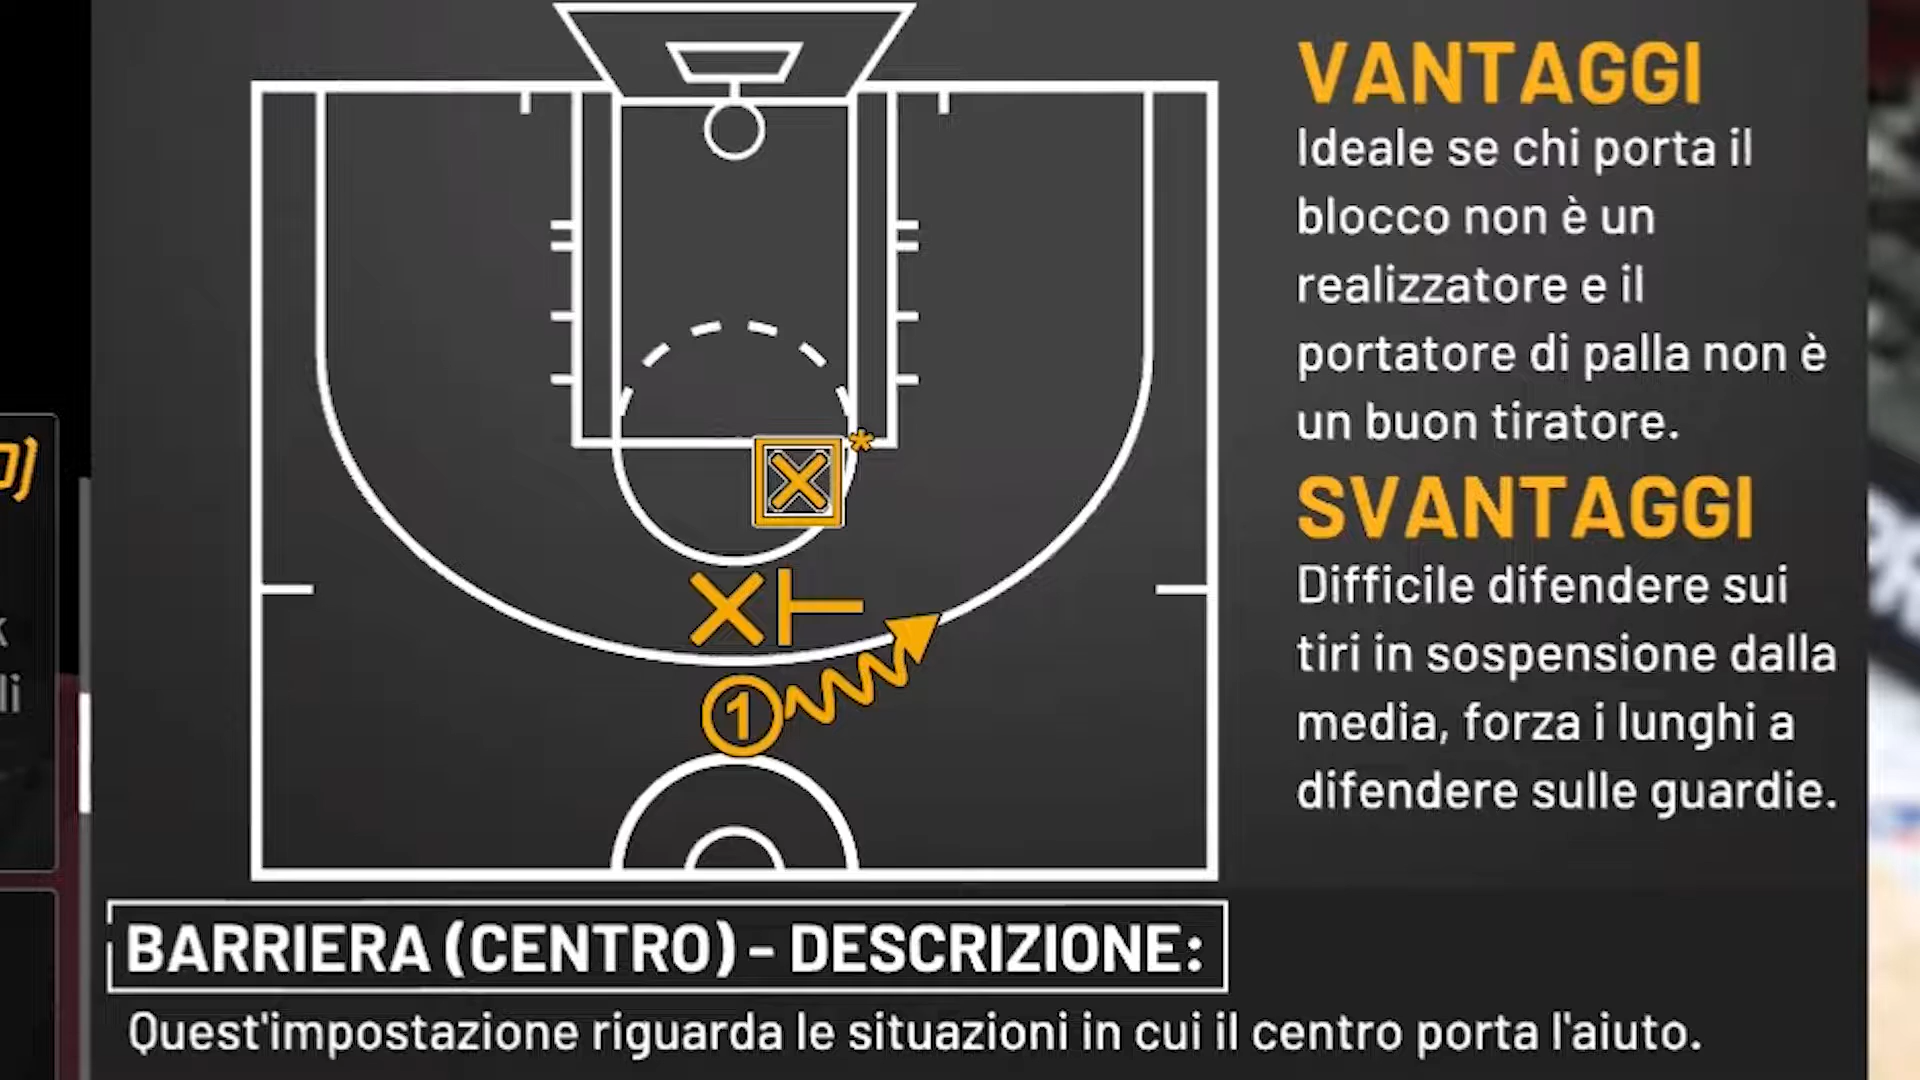 VANTAGGI
Ideale se chi porta il
blocco non è un
realizzatore e il
portatore di palla non è
un buon tiratore.
SVANTAGGI
Difficile difendere sui
tiri in sospensione dalla
media, forza i lunghi a
difendere sulle guardie.
*
1
BARRIERA (CENTRO) - DESCRIZIONE:
Quest'impostazione riguarda le situazioni in cui il centro porta l'aiuto.